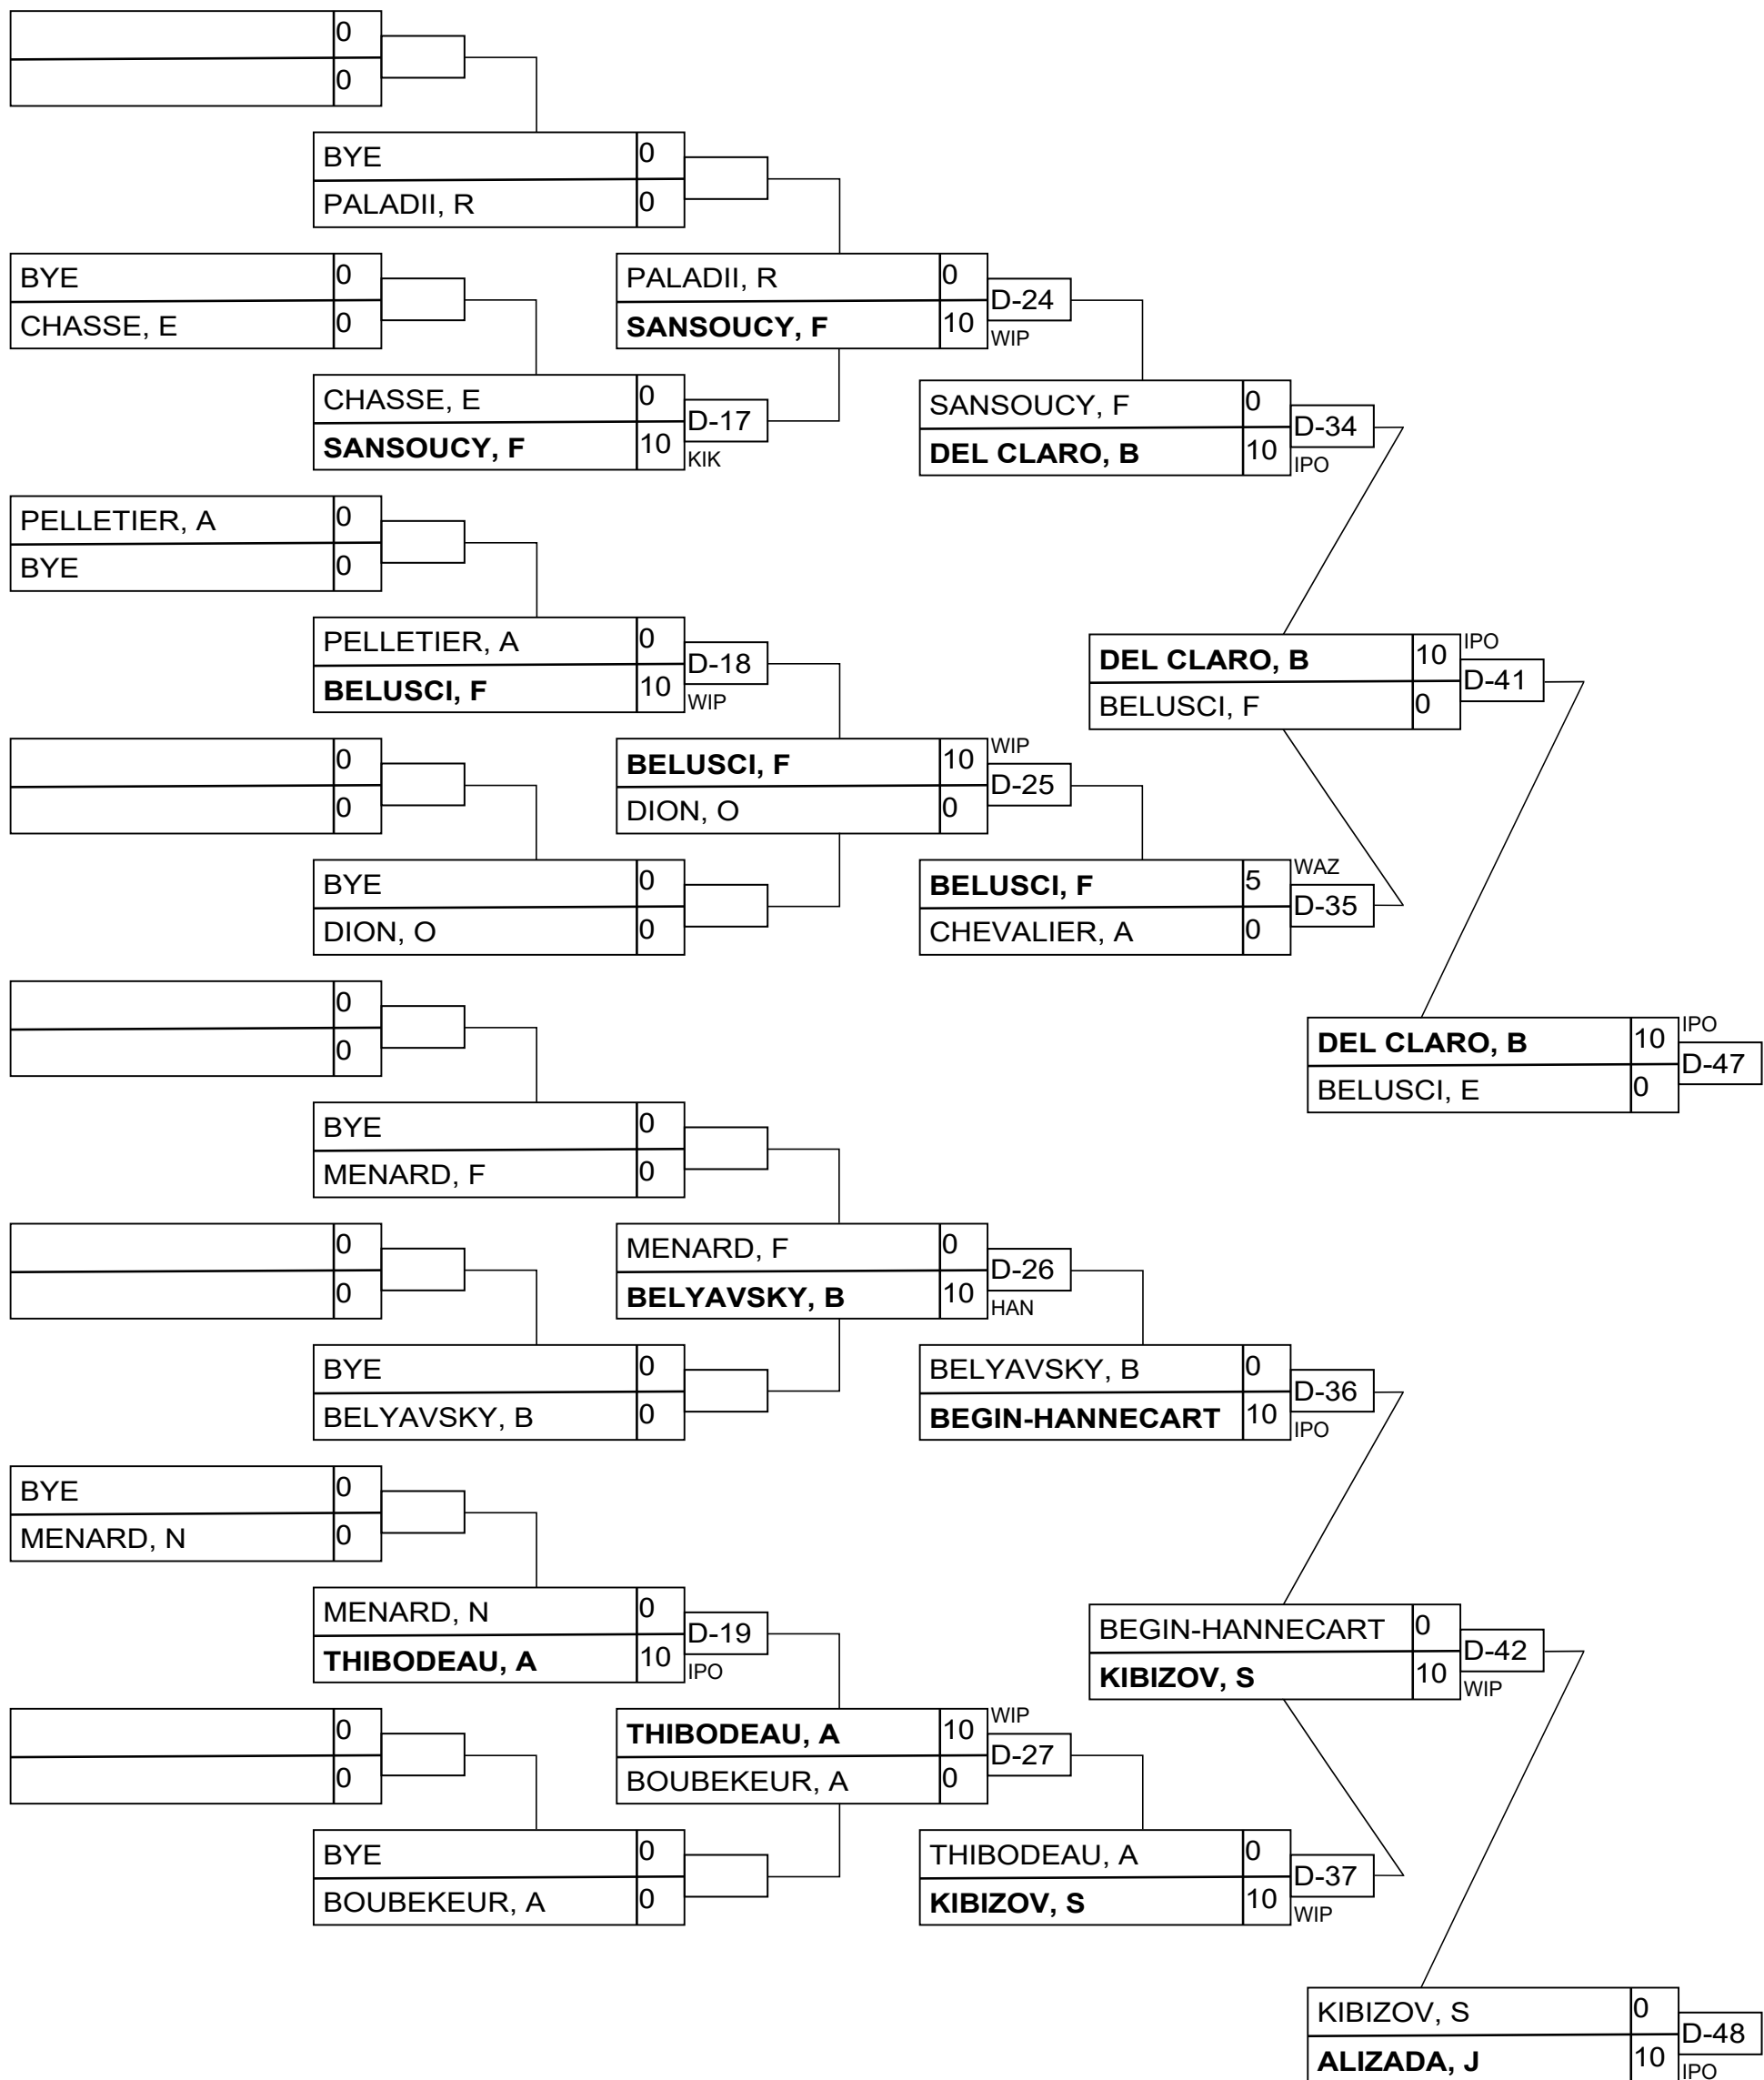 0
0
BYE 0
PALADII, R 0
BYE 0
CHASSE, E 0
PALADII, R 0
D-24
SANSOUCY, F 10
WIP
CHASSE, E 0
D-17
SANSOUCY, F 10
KIK
SANSOUCY, F 0
D-34
DEL CLARO, B 10
IPO
PELLETIER, A 0
BYE 0
PELLETIER, A 0
D-18
BELUSCI, F 10
WIP
DEL CLARO, B 10
IPO
D-41
BELUSCI, F 0
0
0
BELUSCI, F 10
WIP
D-25
DION, O 0
BYE 0
DION, O 0
BELUSCI, F 5
WAZ
D-35
CHEVALIER, A 0
0
0
DEL CLARO, B 10
IPO
D-47
BELUSCI, E 0
BYE 0
MENARD, F 0
0
0
MENARD, F 0
D-26
BELYAVSKY, B 10
HAN
BYE 0
BELYAVSKY, B 0
BELYAVSKY, B 0
D-36
BEGIN-HANNECART 10
IPO
BYE 0
MENARD, N 0
MENARD, N 0
D-19
THIBODEAU, A 10
IPO
BEGIN-HANNECART 0
D-42
KIBIZOV, S 10
WIP
0
0
THIBODEAU, A 10
WIP
D-27
BOUBEKEUR, A 0
BYE 0
BOUBEKEUR, A 0
THIBODEAU, A 0
D-37
KIBIZOV, S 10
WIP
KIBIZOV, S 0
D-48
ALIZADA, J 10
IPO